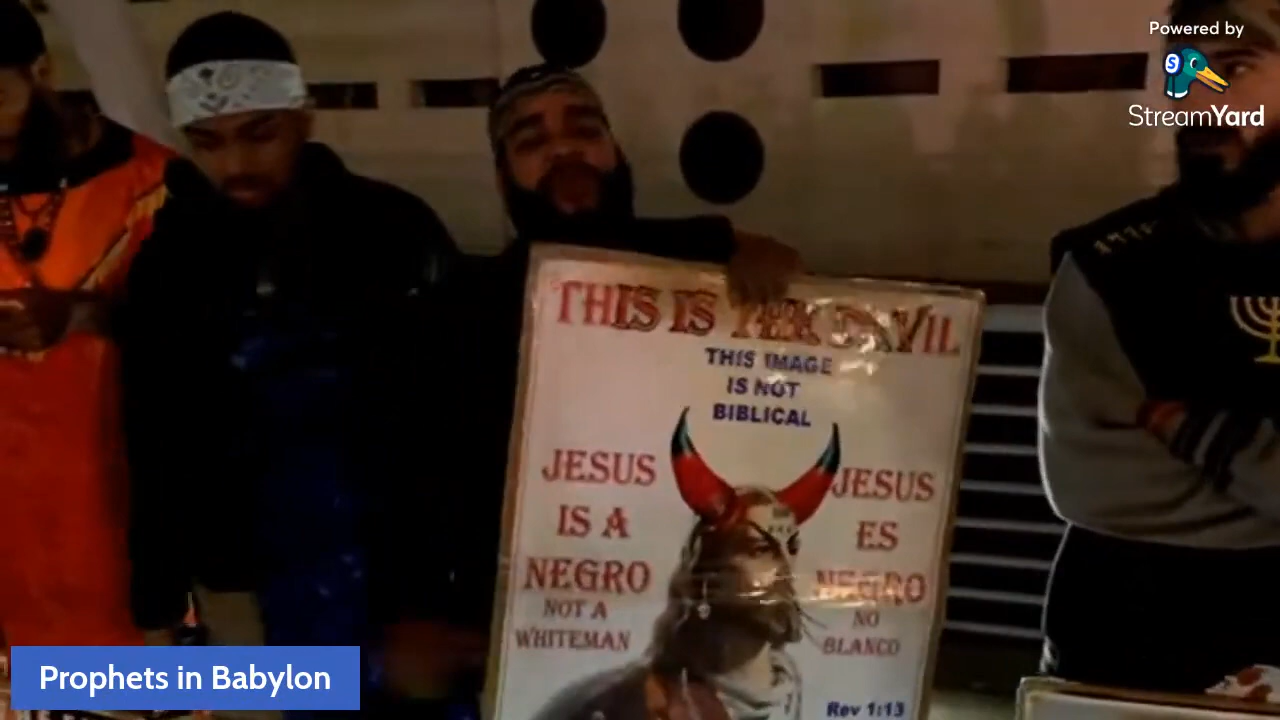 Powered by
StreamYard
THIS IS THE DEVIL
THIS IMAGE
IS NOT
BIBLICAL
JESUS
IS A
NEGRO
NOT A
WHITEMAN
JESUS
ES
NEGRO
NO
BLANCO
Rev 1:13
Prophets in Babylon